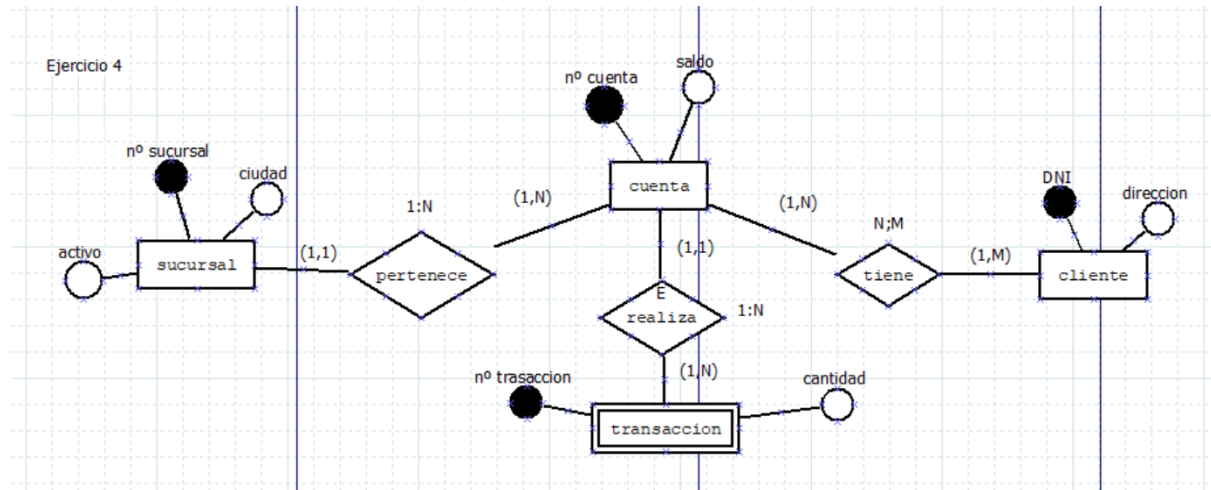 Ejercicio 4
nº cuenta
saldo
nº sucursal
ciudad
activo
sucursal
(1,1)
1:N
pertenece
(1,N)
cuenta
(1,N)
N;M
tiene
(1,M)
DNI
direccion
cliente
(1,1)
E
realiza
1:N
(1,N)
nº trasaccion
cantidad
transaccion